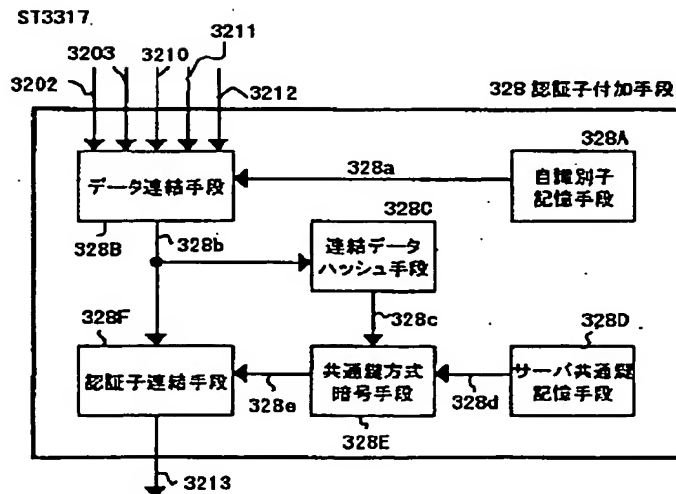 ST3317
3203
3210
3211
3202
3212
328 認証子付加手段
328A
データ連結手段
328a
自識別子
記憶手段
328B
328b
328C
連結データ
ハッシュ手段
328F
328c
328D
認証子連結手段
328e
共通鍵方式
暗号手段
328d
サーバ共通鍵
記憶手段
328E
3213